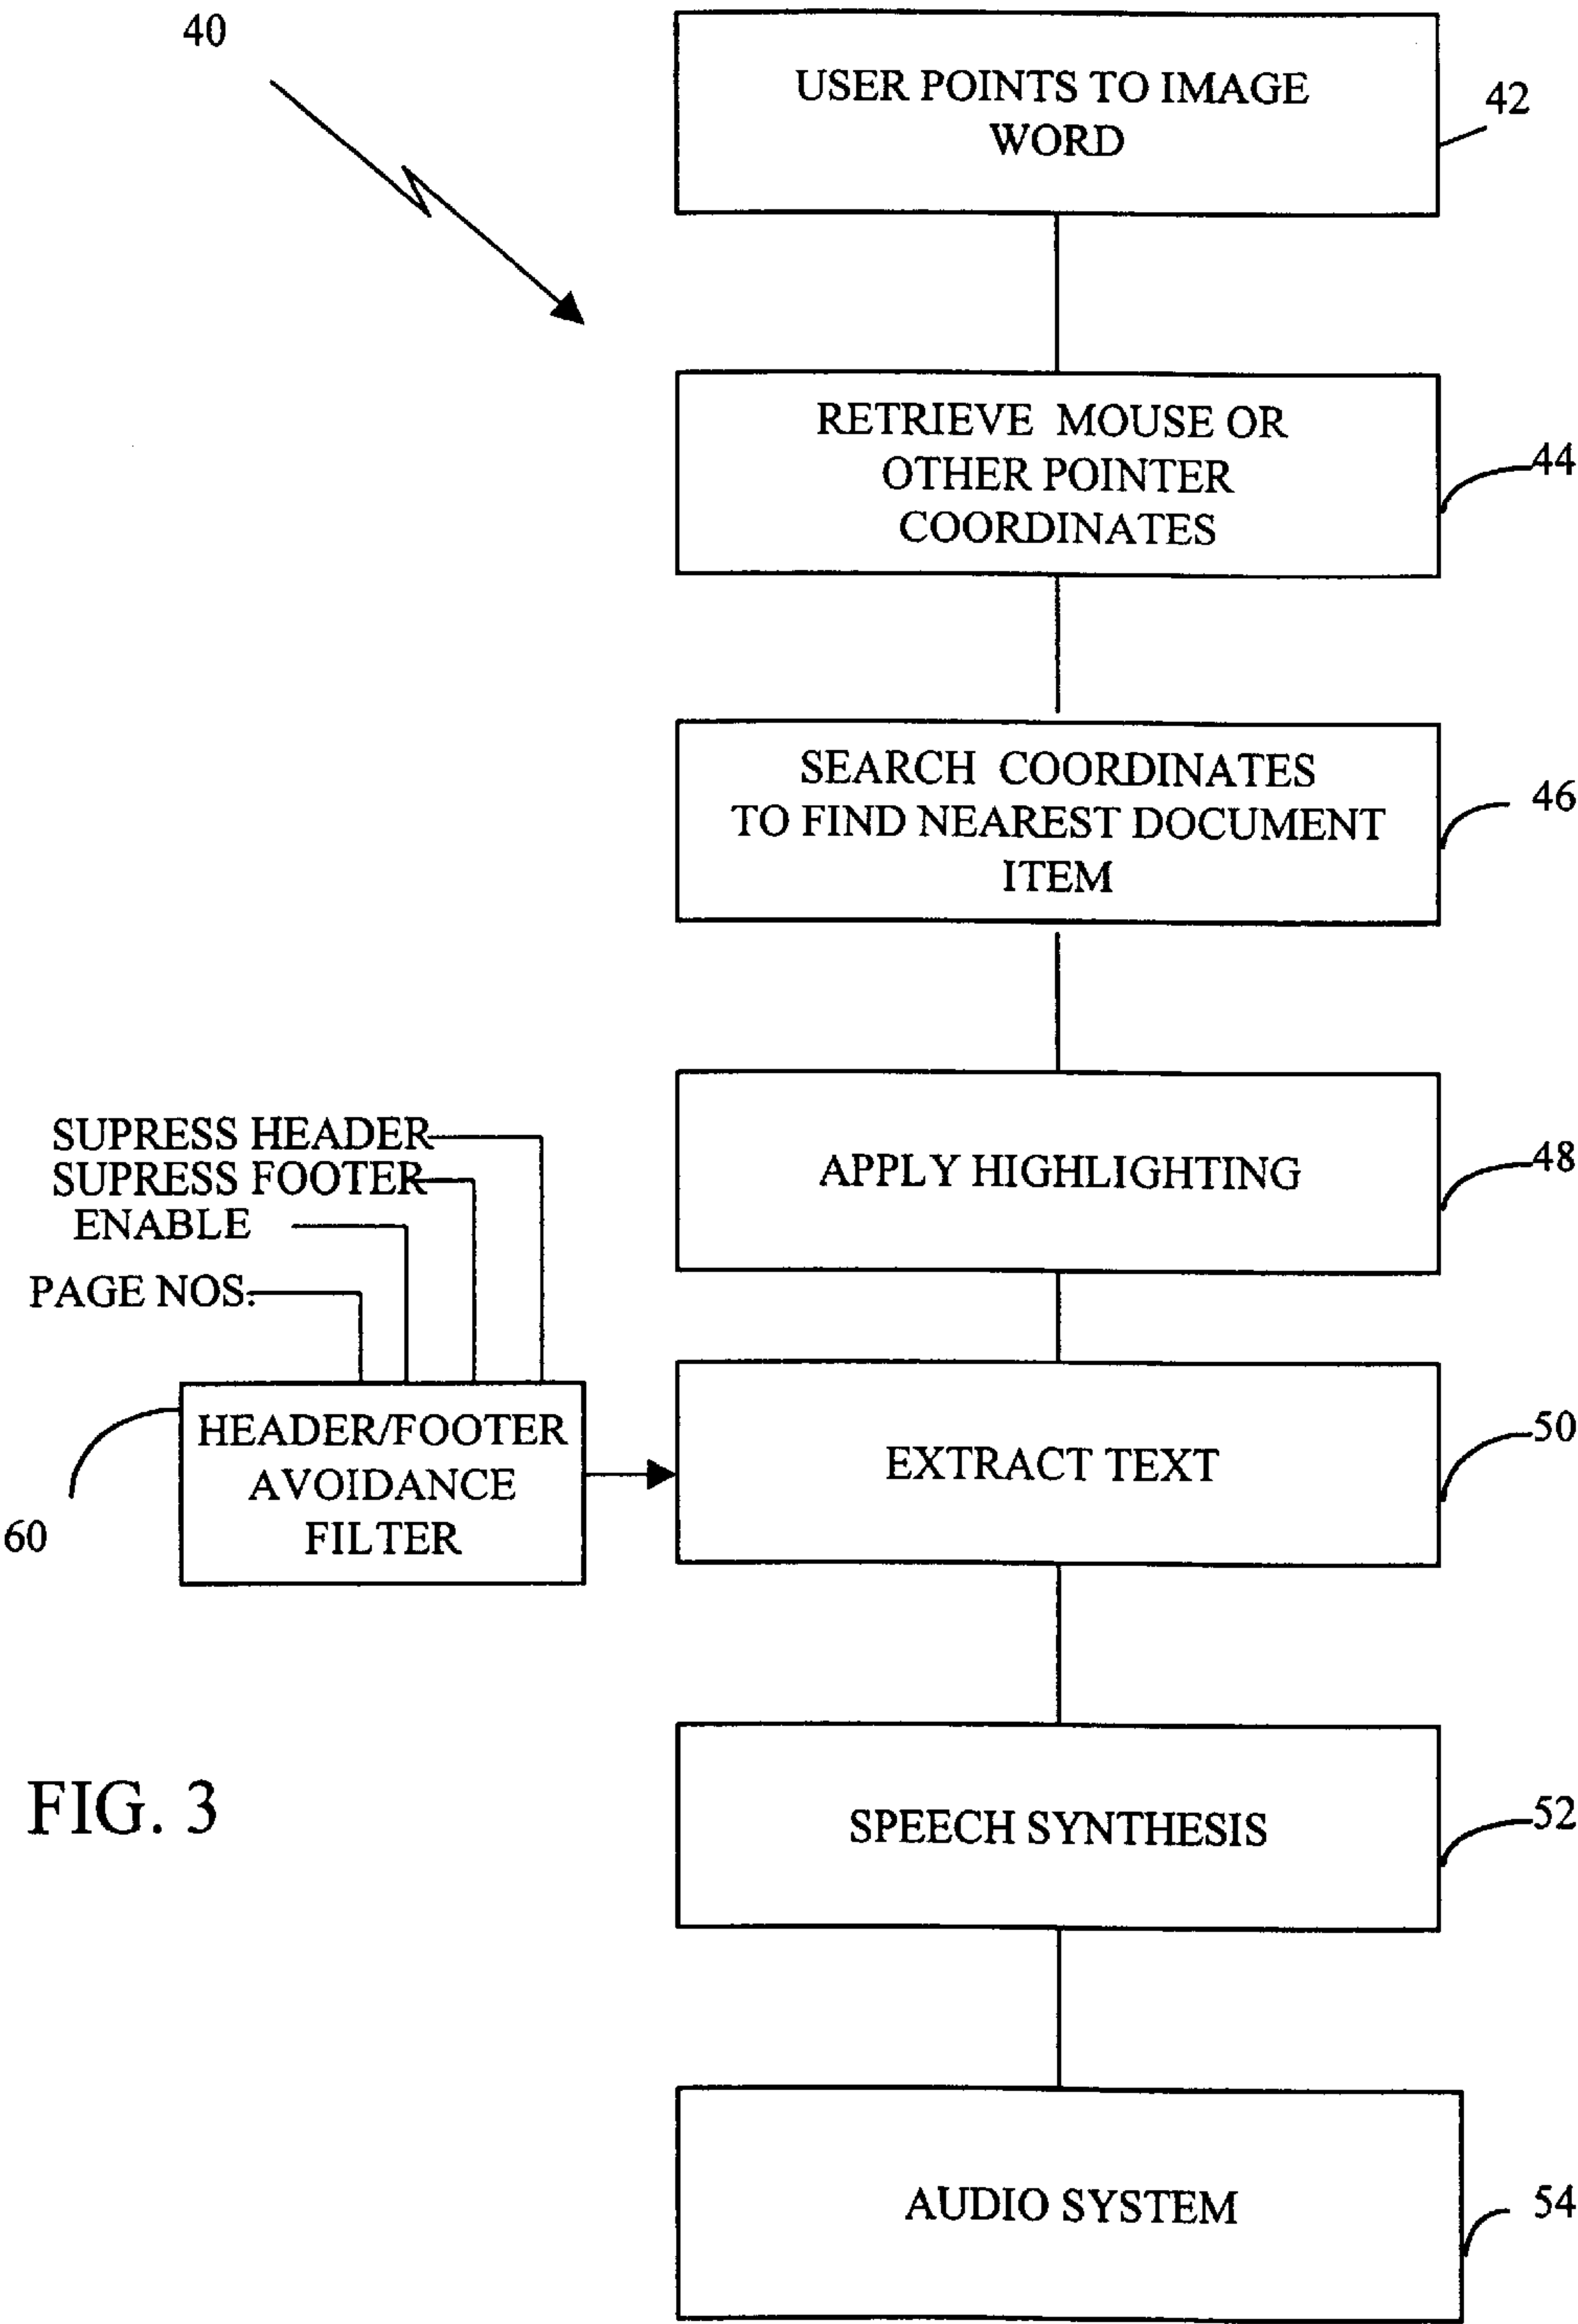 40
USER POINTS TO IMAGE
WORD
42
RETRIEVE MOUSE OR
OTHER POINTER
COORDINATES
44
SEARCH COORDINATES
TO FIND NEAREST DOCUMENT
ITEM
46
APPLY HIGHLIGHTING
48
SUPRESS HEADER
SUPRESS FOOTER
ENABLE
PAGE NOS.
HEADER/FOOTER
AVOIDANCE
FILTER
60
EXTRACT TEXT
50
SPEECH SYNTHESIS
52
FIG. 3
AUDIO SYSTEM
54